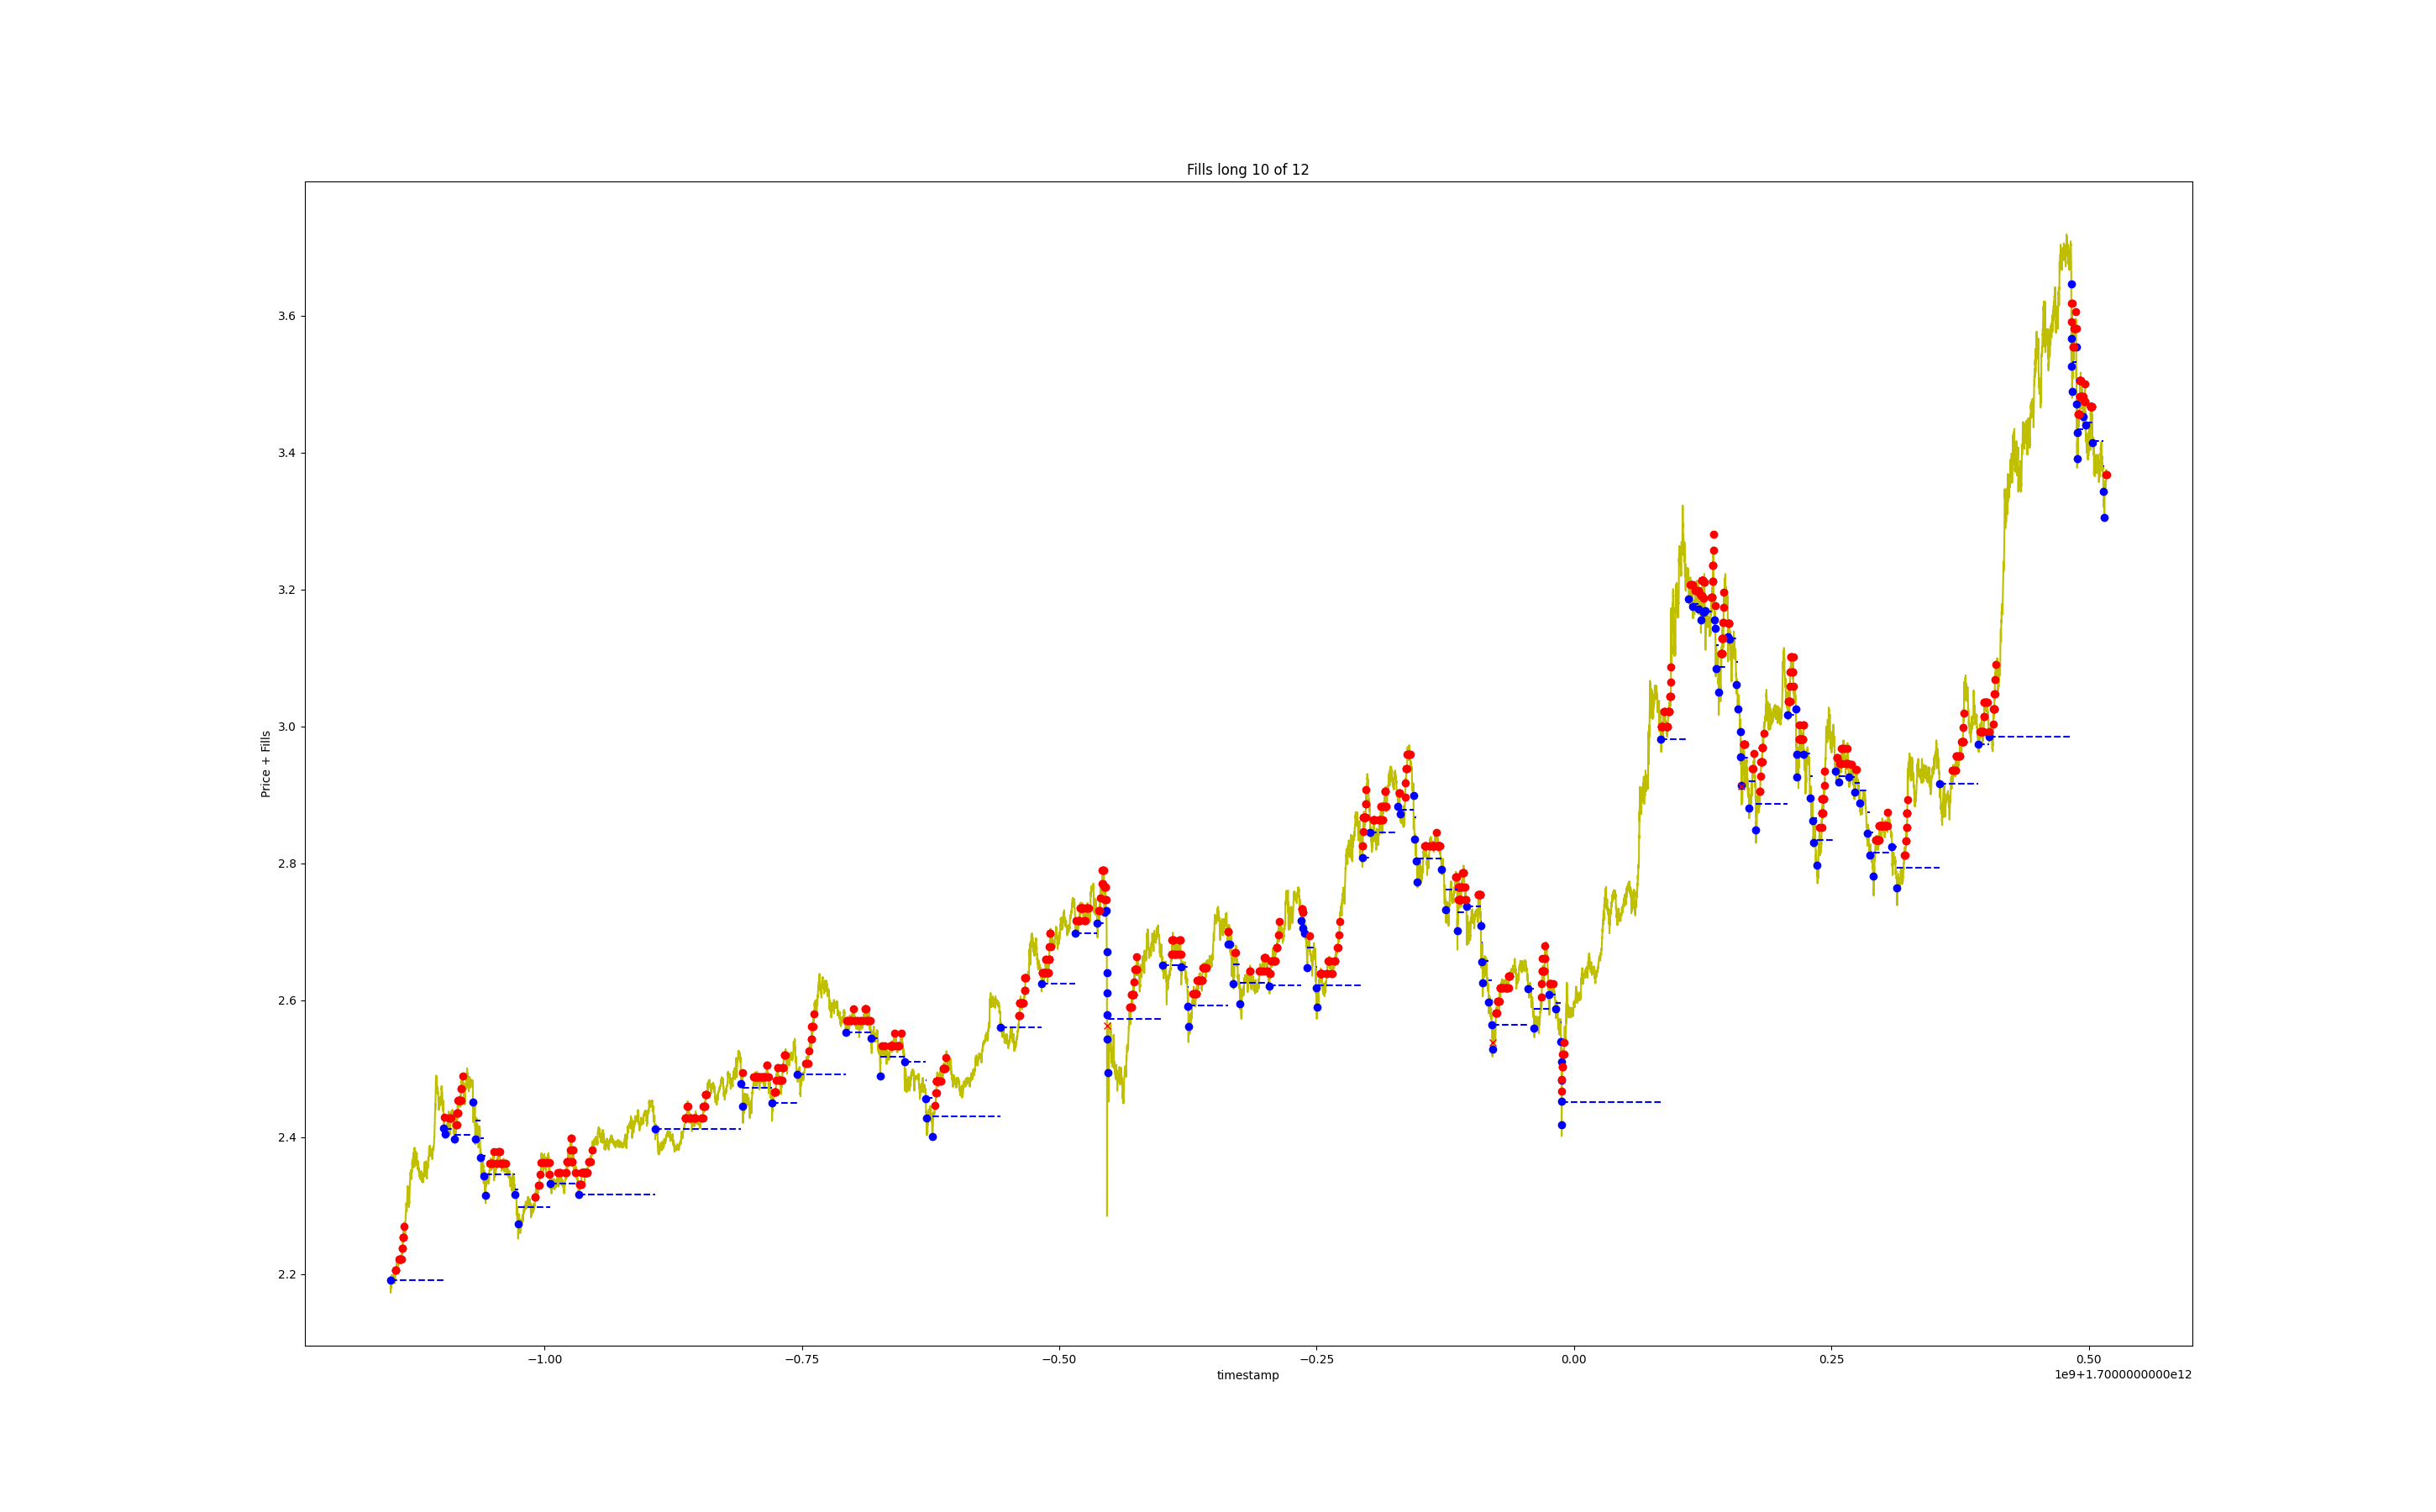 Fills long 10 of 12
Price + Fills
3.6
3.4
3.2
3.0
2.8
2.6
2.4
2.2
−1.00 −0.75 −0.50 −0.25 0.00 0.25 0.50
timestamp
1e9+1.7000000000e12